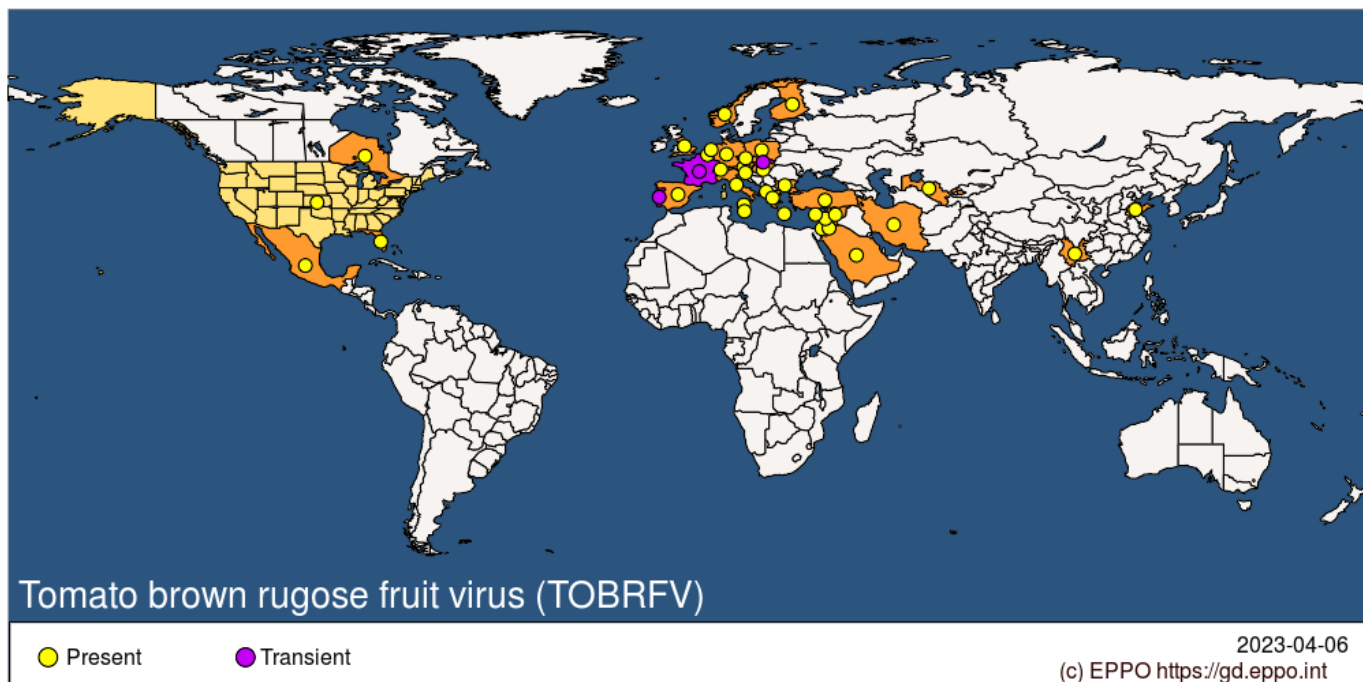 Tomato brown rugose fruit virus (TOBRFV)
Present
Transient
2023-04-06
(c) EPPO https://gd.eppo.int